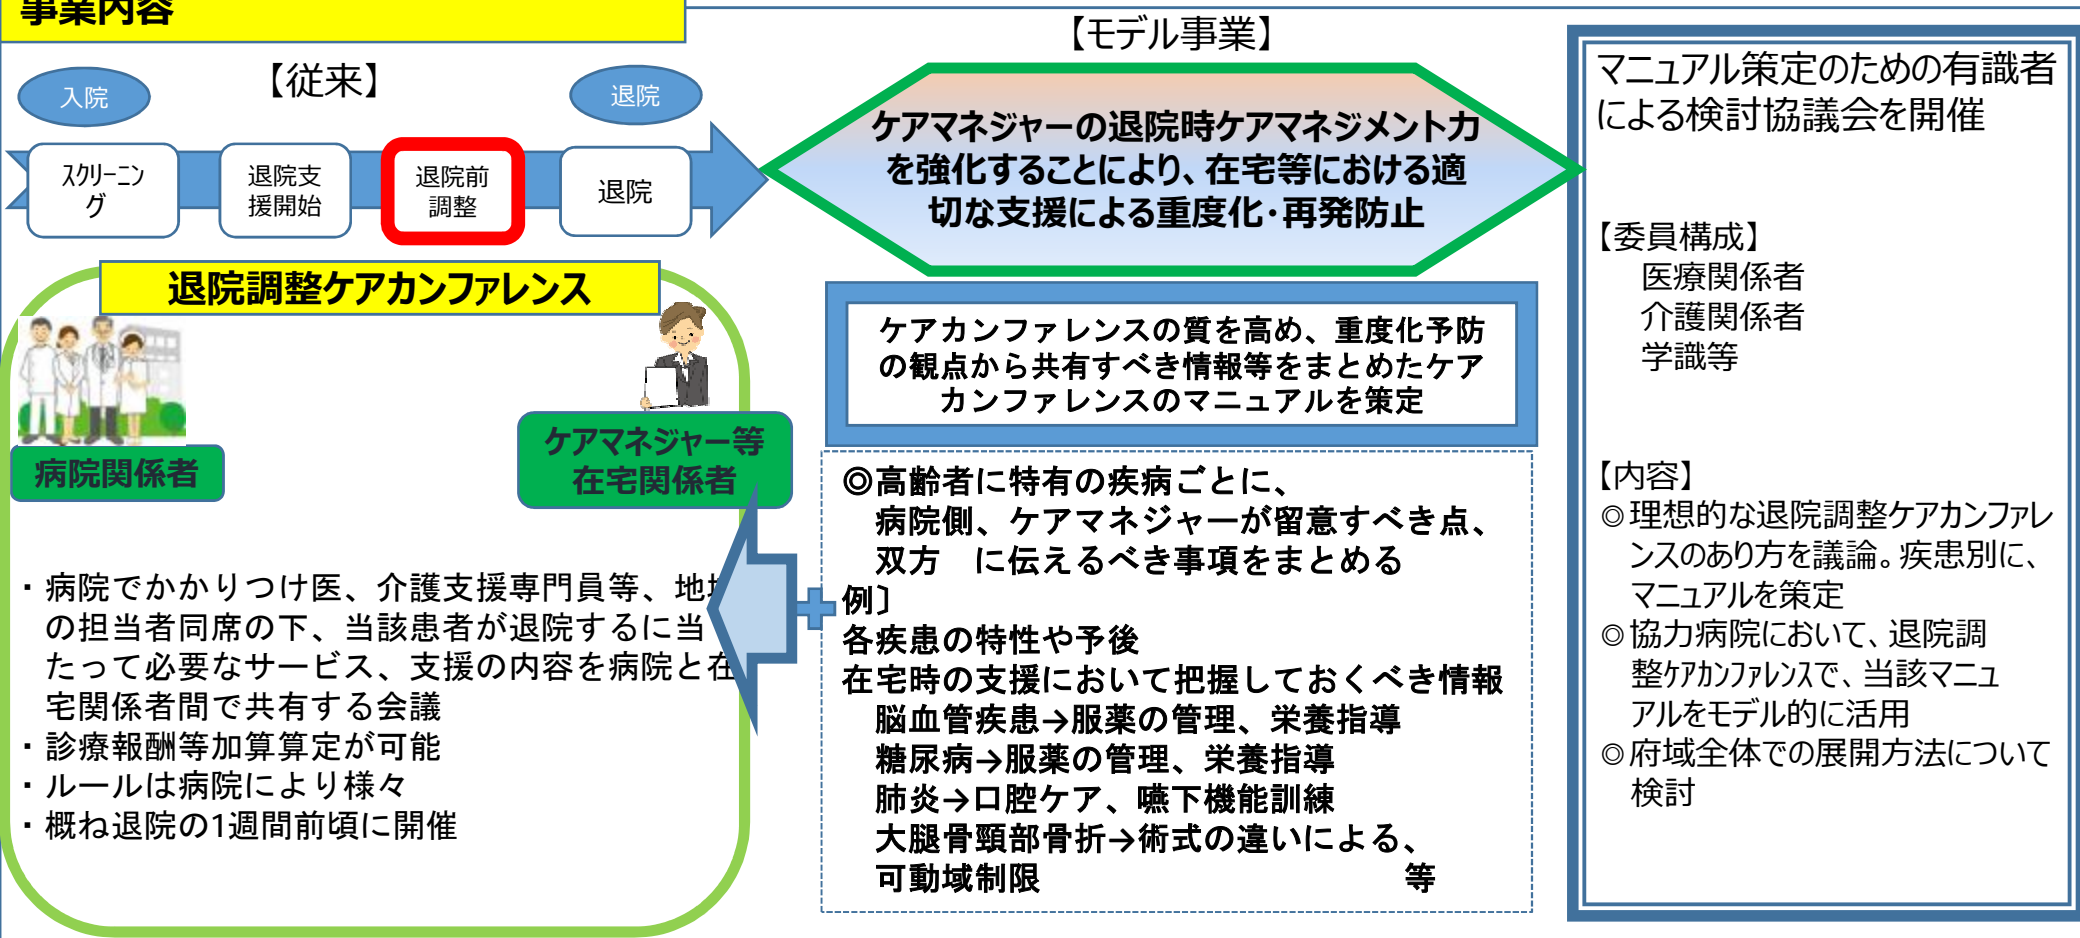 事業内容
【従来】
入院
退院
スクリーニン
グ
退院支
援開始
退院前
調整
退院
退院調整ケアカンファレンス
病院関係者
ケアマネジャー等
在宅関係者
・病院でかかりつけ医、介護支援専門員等、地
の担当者同席の下、当該患者が退院するに当
たって必要なサービス、支援の内容を病院と在
宅関係者間で共有する会議
・診療報酬等加算算定が可能
・ルールは病院により様々
・概ね退院の1週間前頃に開催
【モデル事業】
ケアマネジャーの退院時ケアマネジメント力
を強化することにより、在宅等における適
切な支援による重度化・再発防止
ケアカンファレンスの質を高め、重度化予防
の観点から共有すべき情報等をまとめたケア
カンファレンスのマニュアルを策定
◎高齢者に特有の疾病ごとに、
病院側、ケアマネジャーが留意すべき点、
双方　に伝えるべき事項をまとめる
例〕
各疾患の特性や予後
在宅時の支援において把握しておくべき情報
脳血管疾患→服薬の管理、栄養指導
糖尿病→服薬の管理、栄養指導
肺炎→口腔ケア、嚥下機能訓練
大腿骨頸部骨折→術式の違いによる、
可動域制限　等
マニュアル策定のための有識者
による検討協議会を開催
【委員構成】
医療関係者
介護関係者
学識等
【内容】
◎理想的な退院調整ケアカンファレ
ンスのあり方を議論。疾患別に、
マニュアルを策定
◎協力病院において、退院調
整ケアカンファレンスで、当該マニュ
アルをモデル的に活用
◎府域全体での展開方法について
検討